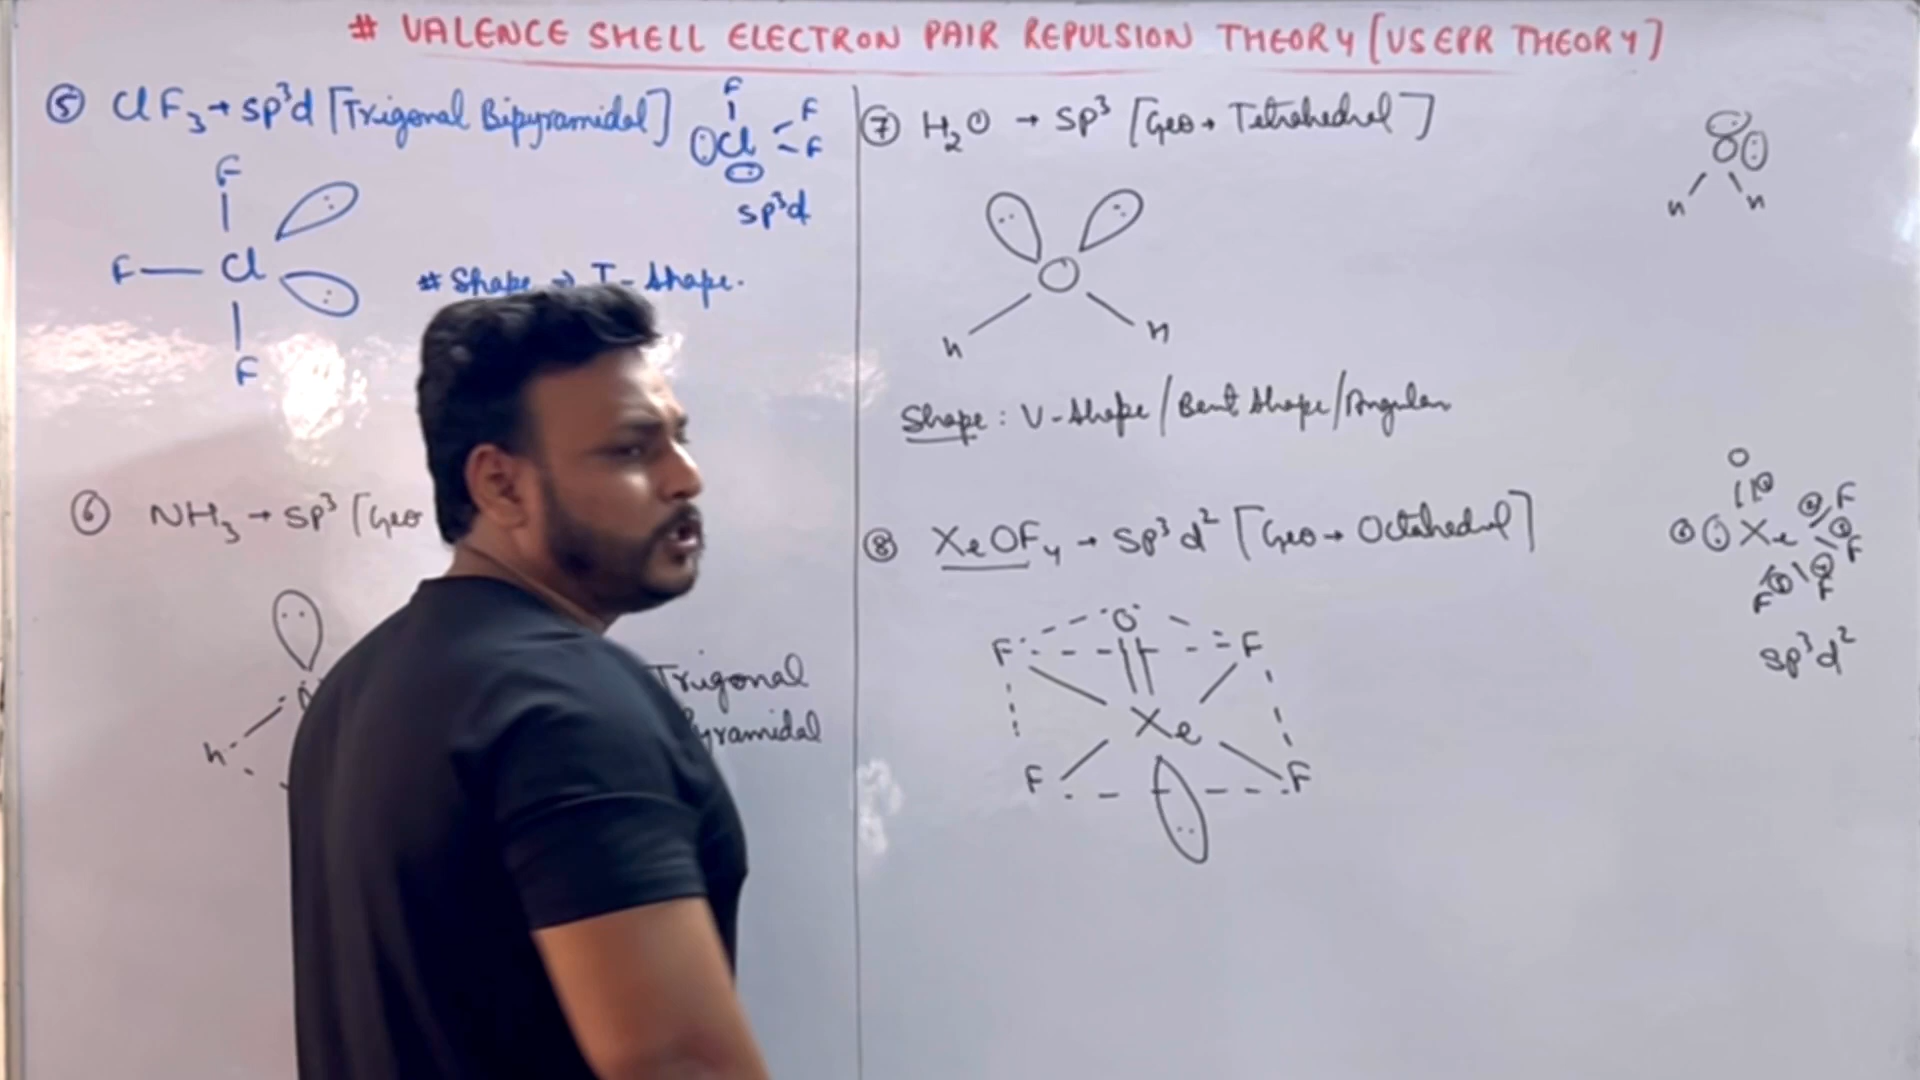 # VALENCE SHELL ELECTRON PAIR REPULSION THEORY [VSEPR THEORY]
⑤ ClF₃ → sp³d [Trigonal Bipyramidal]
F
Cl F
F
sp³d
F
F — Cl
F
# Shape → T-shape.
⑥ NH₃ → sp³ [Geo
N
H
Trigonal
yramidal
⑦ H₂O → sp³ [Geo → Tetrahedral]
O
H H
O
H H
Shape : V-shape / Bent shape / Angular
⑧ XeOF₄ → sp³d² [Geo → Octahedral]
O
Xe F
F
F F
sp³d²
O
F F
Xe
F F